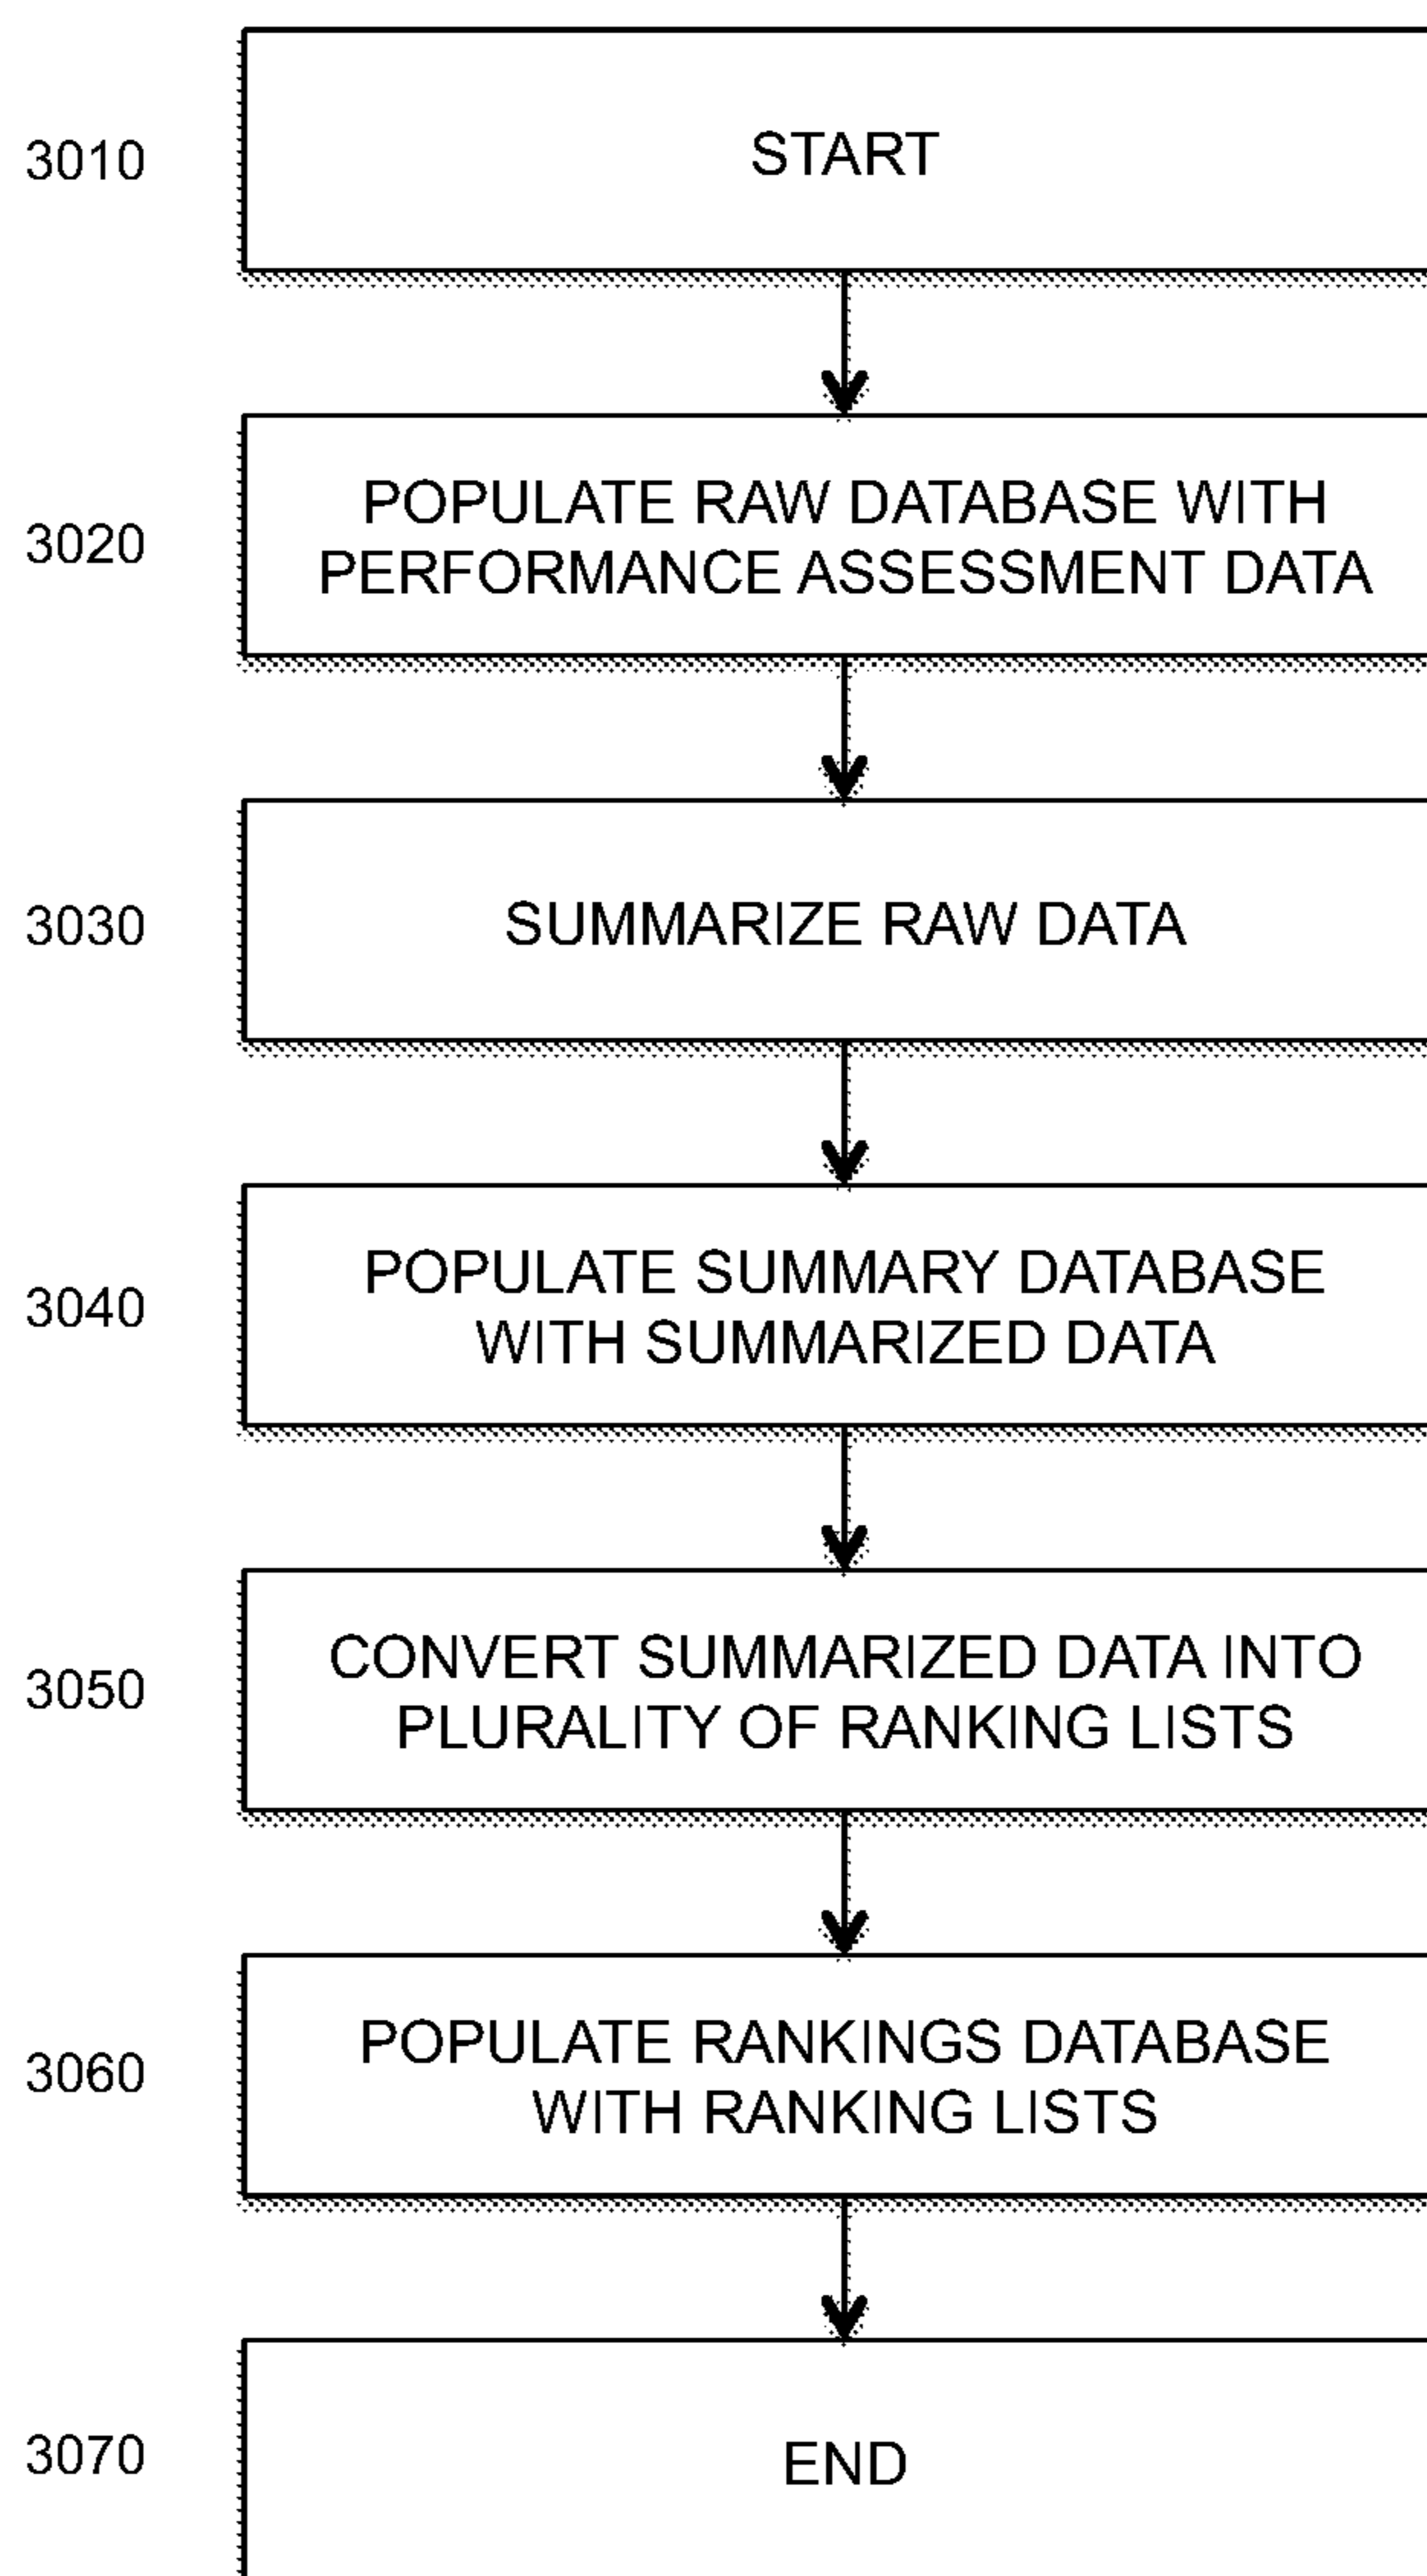 3010
START
3020
POPULATE RAW DATABASE WITH
PERFORMANCE ASSESSMENT DATA
3030
SUMMARIZE RAW DATA
3040
POPULATE SUMMARY DATABASE
WITH SUMMARIZED DATA
3050
CONVERT SUMMARIZED DATA INTO
PLURALITY OF RANKING LISTS
3060
POPULATE RANKINGS DATABASE
WITH RANKING LISTS
3070
END